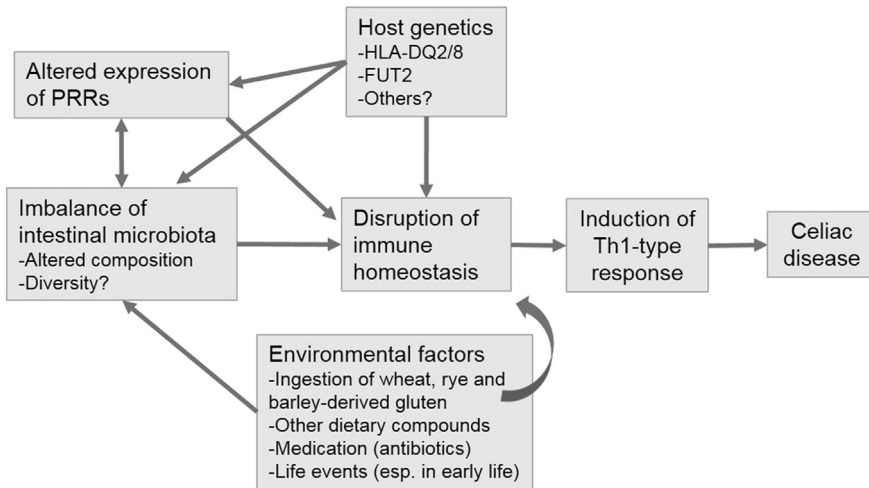 Host genetics
-HLA-DQ2/8
-FUT2
-Others?
Altered expression
of PRRs
Imbalance of
intestinal microbiota
-Altered composition
-Diversity?
Disruption of
immune
homeostasis
Induction of
Th1-type
response
Celiac
disease
Environmental factors
-Ingestion of wheat, rye and
barley-derived gluten
-Other dietary compounds
-Medication (antibiotics)
-Life events (esp. in early life)